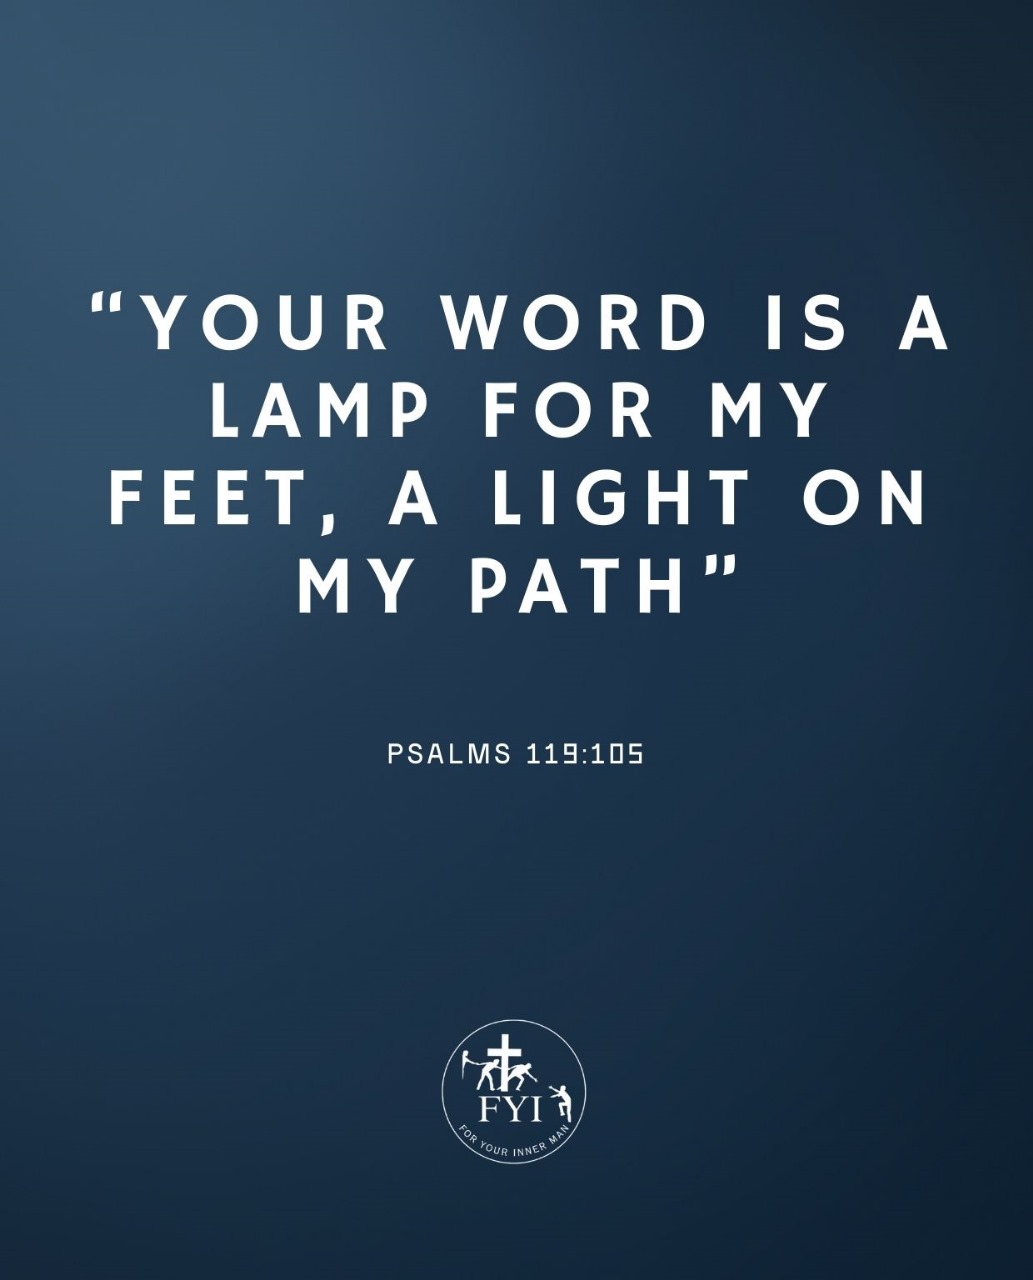 “YOUR WORD IS A
LAMP FOR MY
FEET, A LIGHT ON
MY PATH”
PSALMS 119:105
FYI
FOR YOUR INNER MAN